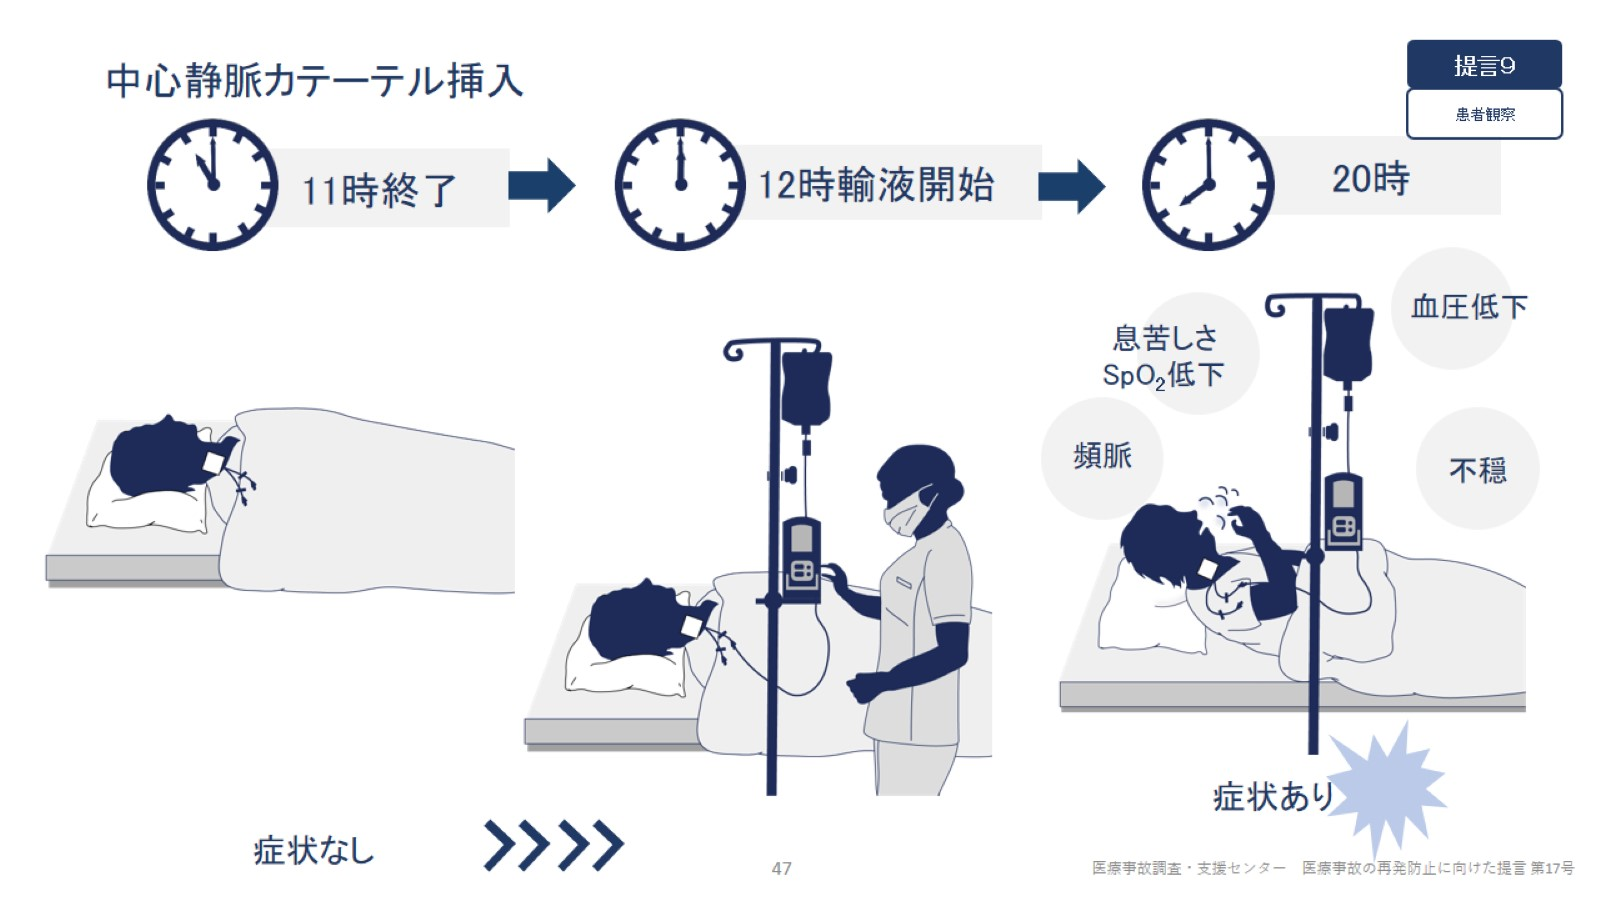 中心静脈カテーテル挿入
提言9
患者観察
11時終了
12時輸液開始
20時
血圧低下
息苦しさ
SpO₂低下
頻脈
不穏
症状あり
症状なし
47
医療事故調査・支援センター　医療事故の再発防止に向けた提言 第17号